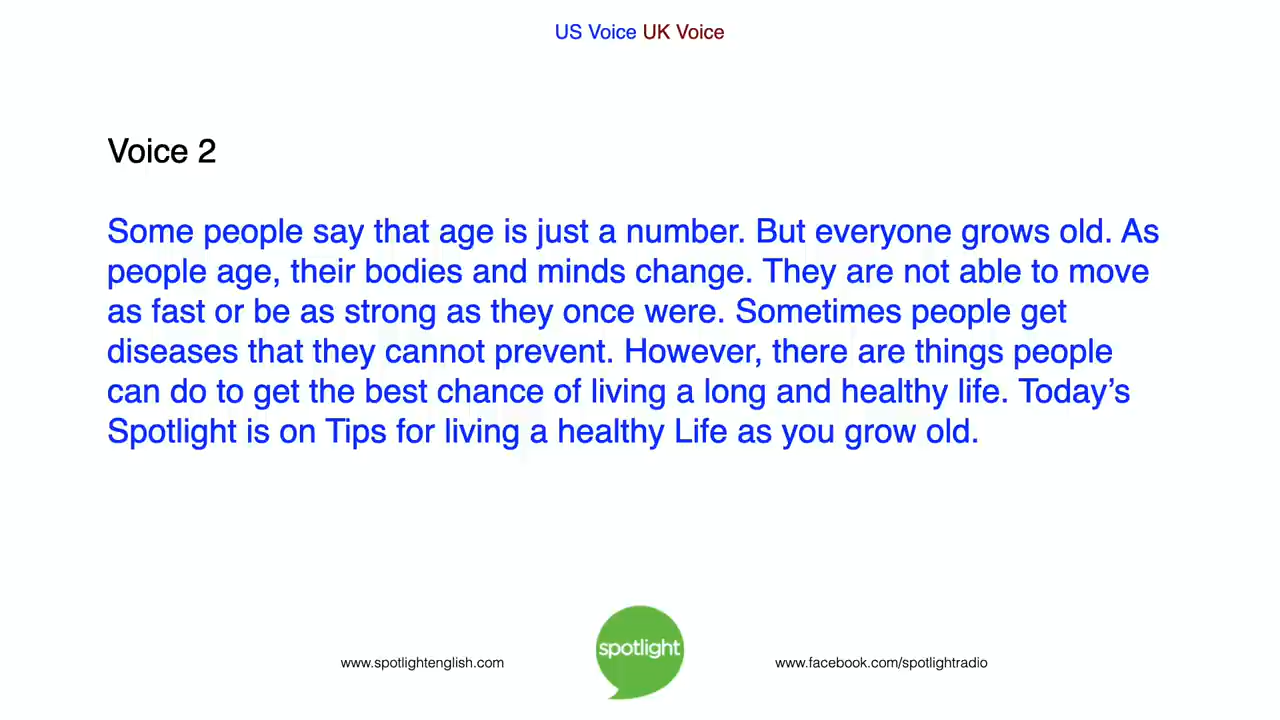 US Voice UK Voice
Voice 2
Some people say that age is just a number. But everyone grows old. As
people age, their bodies and minds change. They are not able to move
as fast or be as strong as they once were. Sometimes people get
diseases that they cannot prevent. However, there are things people
can do to get the best chance of living a long and healthy life. Today’s
Spotlight is on Tips for living a healthy Life as you grow old.
www.spotlightenglish.com
spotlight
www.facebook.com/spotlightradio